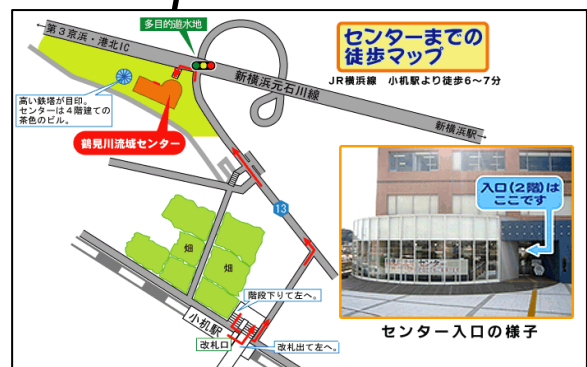 多目的遊水地
←第3京浜・港北IC
センターまでの
徒歩マップ
JR横浜線 小机駅より徒歩6〜7分
新横浜元石川線
新横浜駅→
高い鉄塔が目印。
センターは4階建ての
茶色のビル。
鶴見川流域センター
13
入口(2階)は
ここです
畑
畑
階段下りて左へ。
小机駅
改札口
改札出て左へ。
センター入口の様子